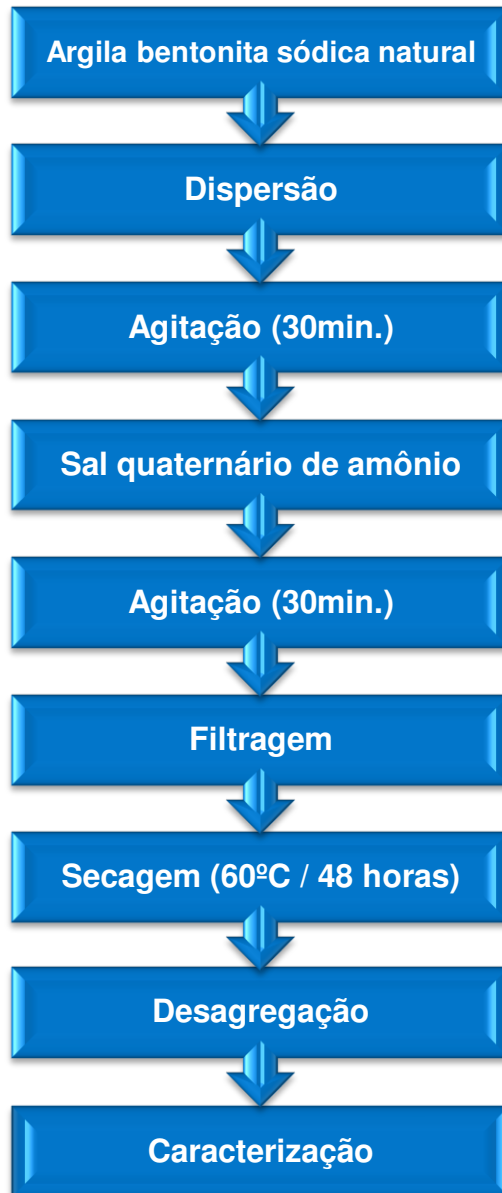 Argila bentonita sódica natural
Dispersão
Agitação (30min.)
Sal quaternário de amônio
Agitação (30min.)
Filtragem
Secagem (60ºC / 48 horas)
Desagregação
Caracterização